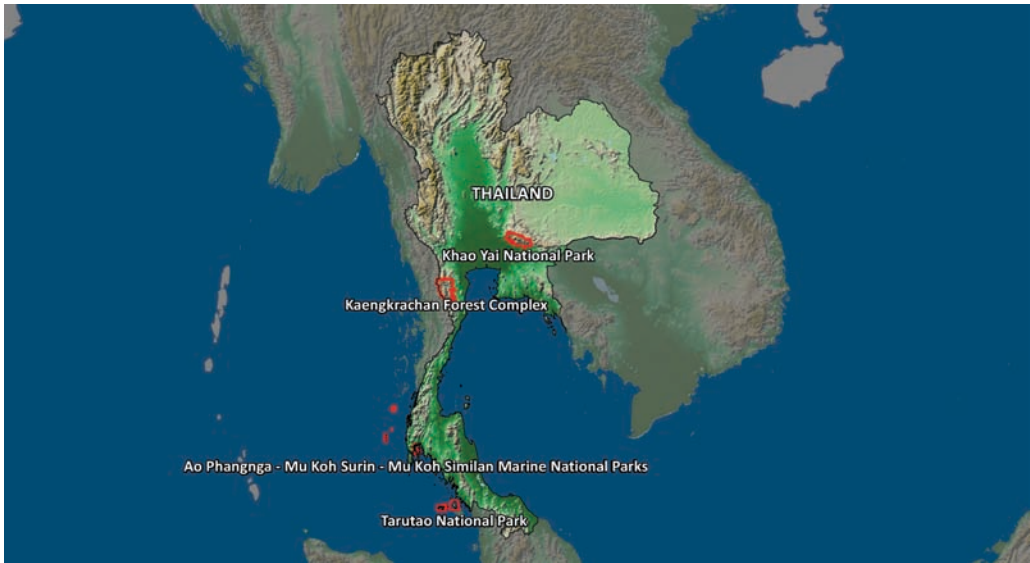 THAILAND
Khao Yai National Park
Kaengkrachan Forest Complex
Ao Phangnga - Mu Koh Surin - Mu Koh Similan Marine National Parks
Tarutao National Park